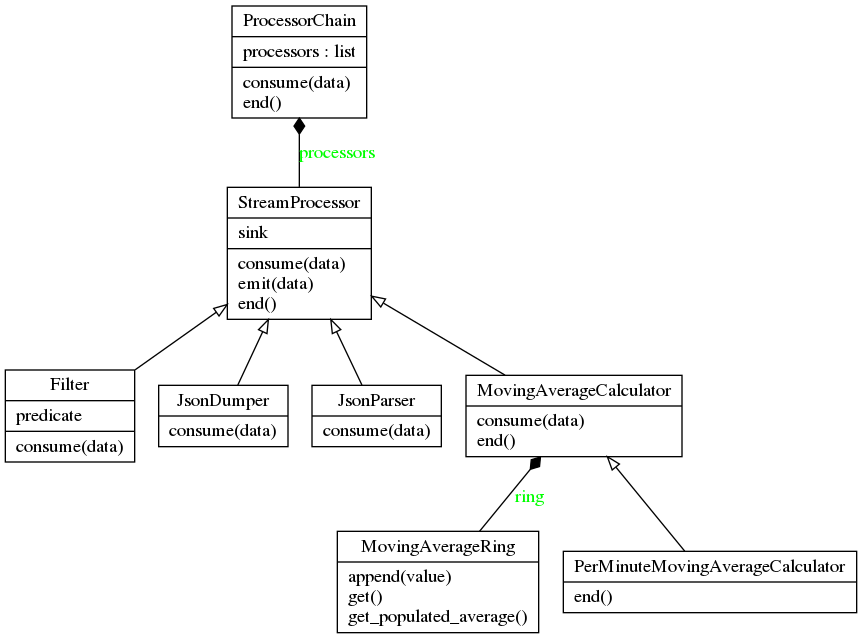 ProcessorChain
processors : list
consume(data)
end()
processors
StreamProcessor
sink
consume(data)
emit(data)
end()
Filter
predicate
consume(data)
JsonDumper
consume(data)
JsonParser
consume(data)
MovingAverageCalculator
consume(data)
end()
ring
MovingAverageRing
append(value)
get()
get_populated_average()
PerMinuteMovingAverageCalculator
end()